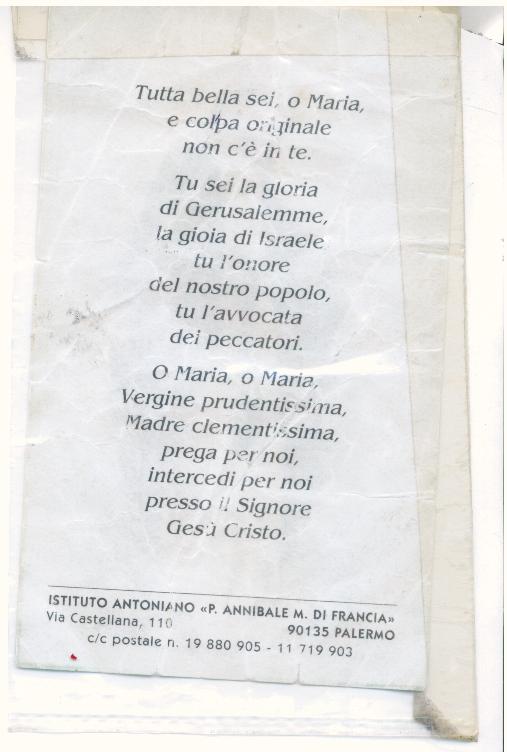 Tutta bella sei, o Maria,
e colpa originale
non c'è in te.
Tu sei la gloria
di Gerusalemme,
la gioia di Israele
tu l'onore
del nostro popolo,
tu l'avvocata
dei peccatori.
O Maria, o Maria,
Vergine prudentissima,
Madre clementissima,
prega per noi,
intercedi per noi
presso il Signore
Gesù Cristo.
ISTITUTO ANTONIANO «P. ANNIBALE M. DI FRANCIA»
Via Castellana, 110 90135 PALERMO
c/c postale n. 19 880 905 - 11 719 903